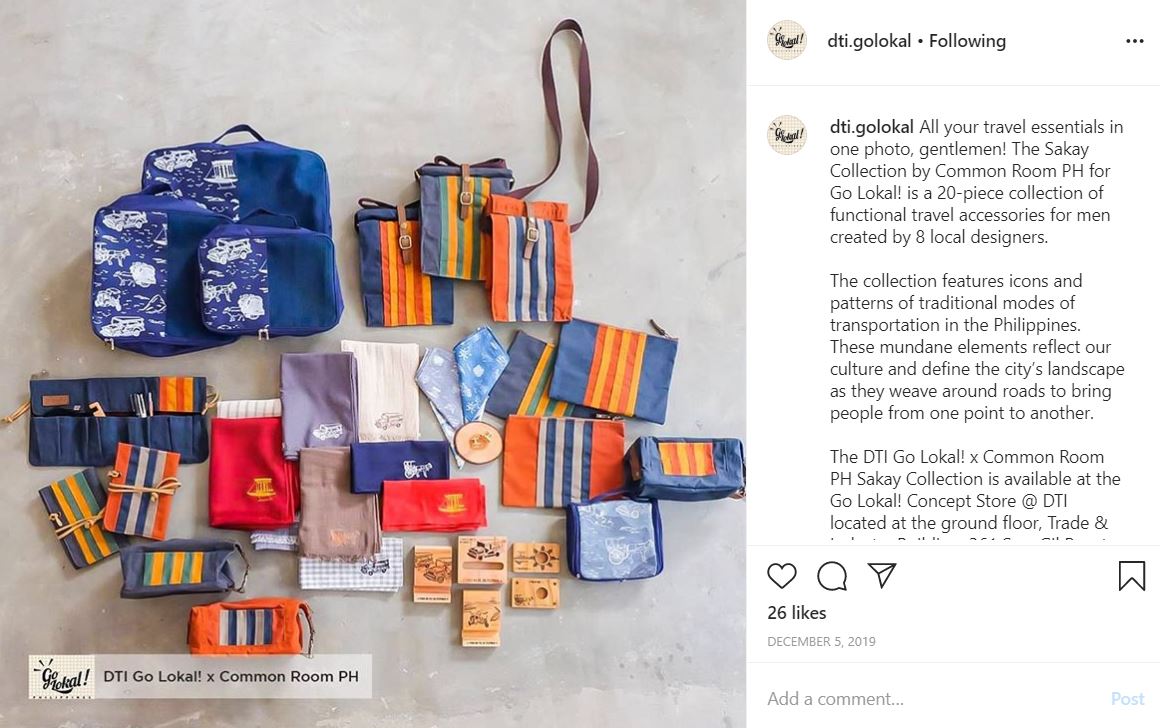 Go Lokal!
PHILIPPINES
DTI Go Lokal! x Common Room PH
Go Lokal!
dti.golokal • Following
Go Lokal!
dti.golokal All your travel essentials in
one photo, gentlemen! The Sakay
Collection by Common Room PH for
Go Lokal! is a 20-piece collection of
functional travel accessories for men
created by 8 local designers.
The collection features icons and
patterns of traditional modes of
transportation in the Philippines.
These mundane elements reflect our
culture and define the city's landscape
as they weave around roads to bring
people from one point to another.
The DTI Go Lokal! x Common Room
PH Sakay Collection is available at the
Go Lokal! Concept Store @ DTI
located at the ground floor, Trade &
26 likes
DECEMBER 5, 2019
Add a comment...
Post